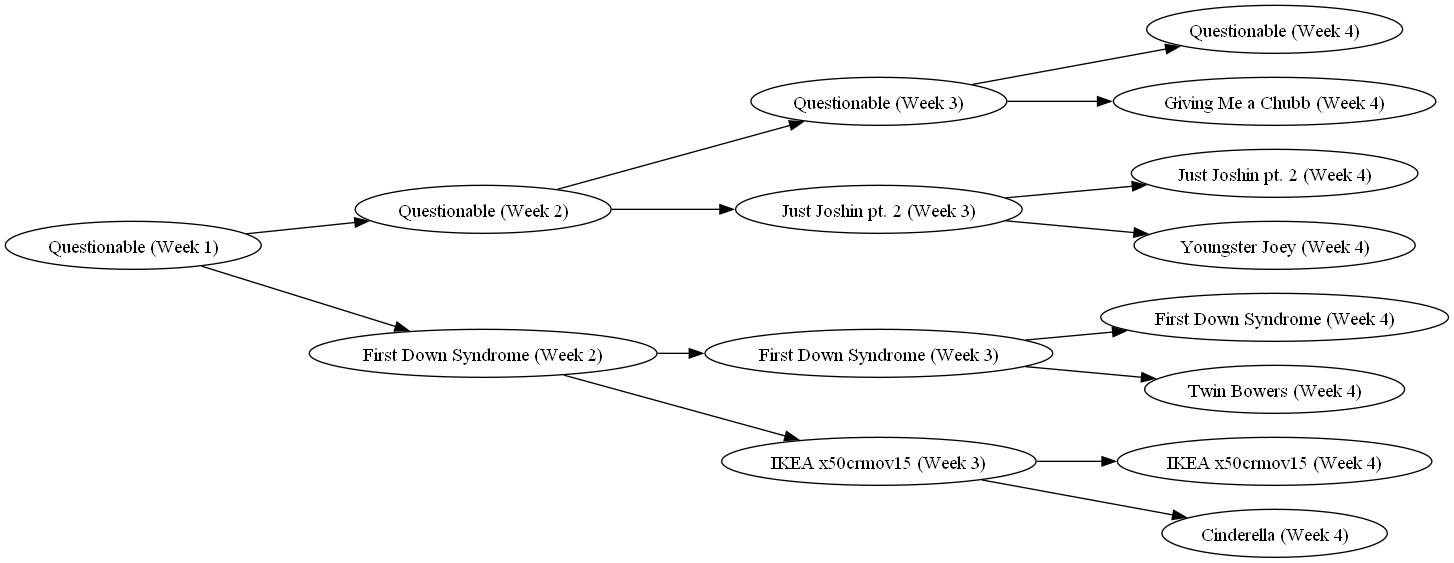 Questionable (Week 1)
Questionable (Week 2)
First Down Syndrome (Week 2)
Questionable (Week 3)
Just Joshin pt. 2 (Week 3)
First Down Syndrome (Week 3)
IKEA x50crmov15 (Week 3)
Questionable (Week 4)
Giving Me a Chubb (Week 4)
Just Joshin pt. 2 (Week 4)
Youngster Joey (Week 4)
First Down Syndrome (Week 4)
Twin Bowers (Week 4)
IKEA x50crmov15 (Week 4)
Cinderella (Week 4)